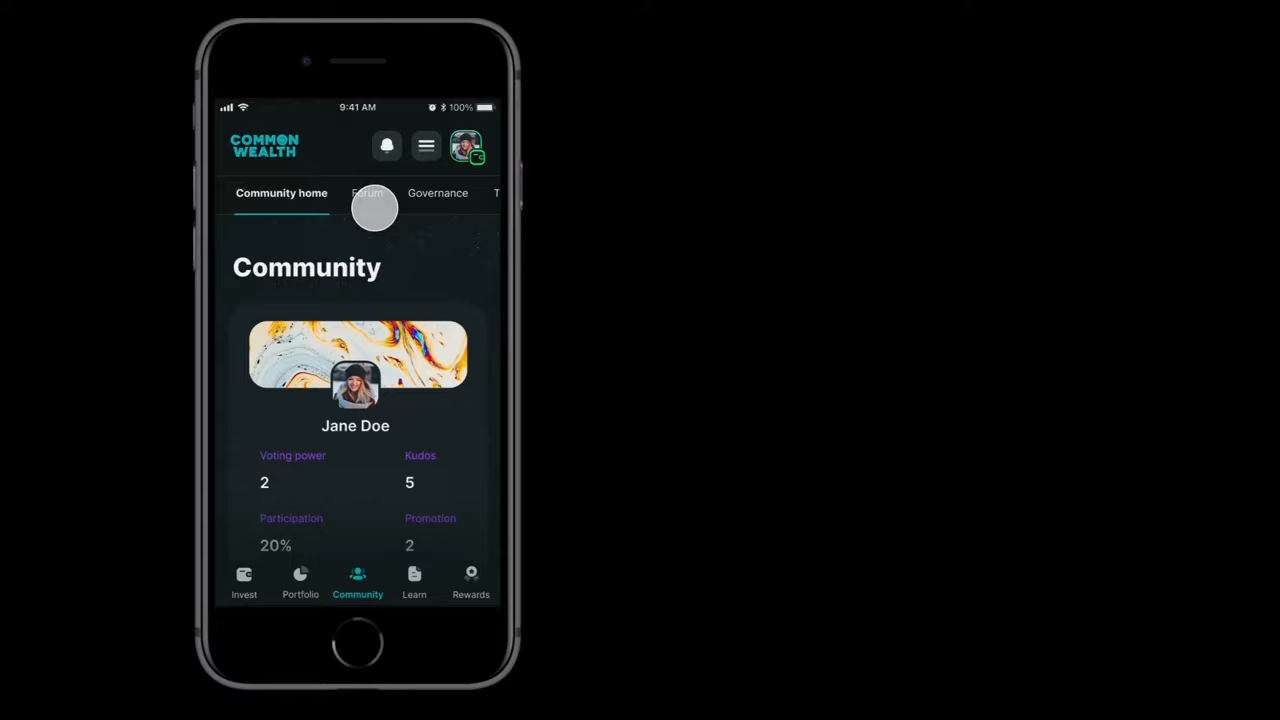 9:41 AM
100%
COMMON
WEALTH
Community home
Forum
Governance
T
Community
Jane Doe
Voting power
Kudos
2
5
Participation
Promotion
20%
2
Invest
Portfolio
Community
Learn
Rewards